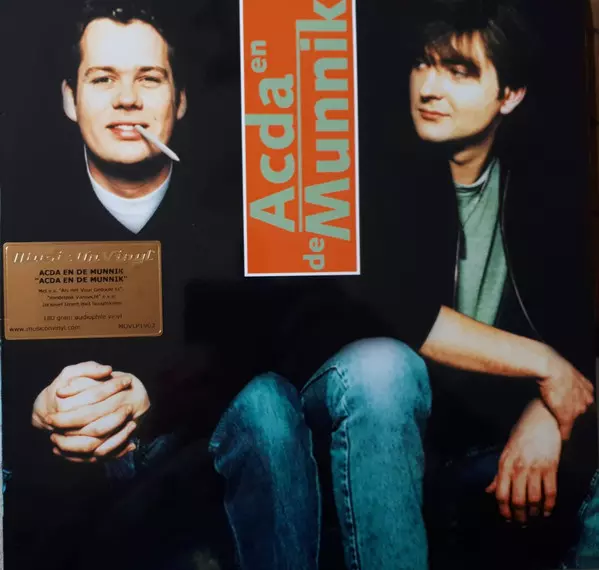 Acda en
de Munnik
Music On Vinyl
ACDA EN DE MUNNIK
"ACDA EN DE MUNNIK"
180 gram audiophile vinyl
www.musiconvinyl.com